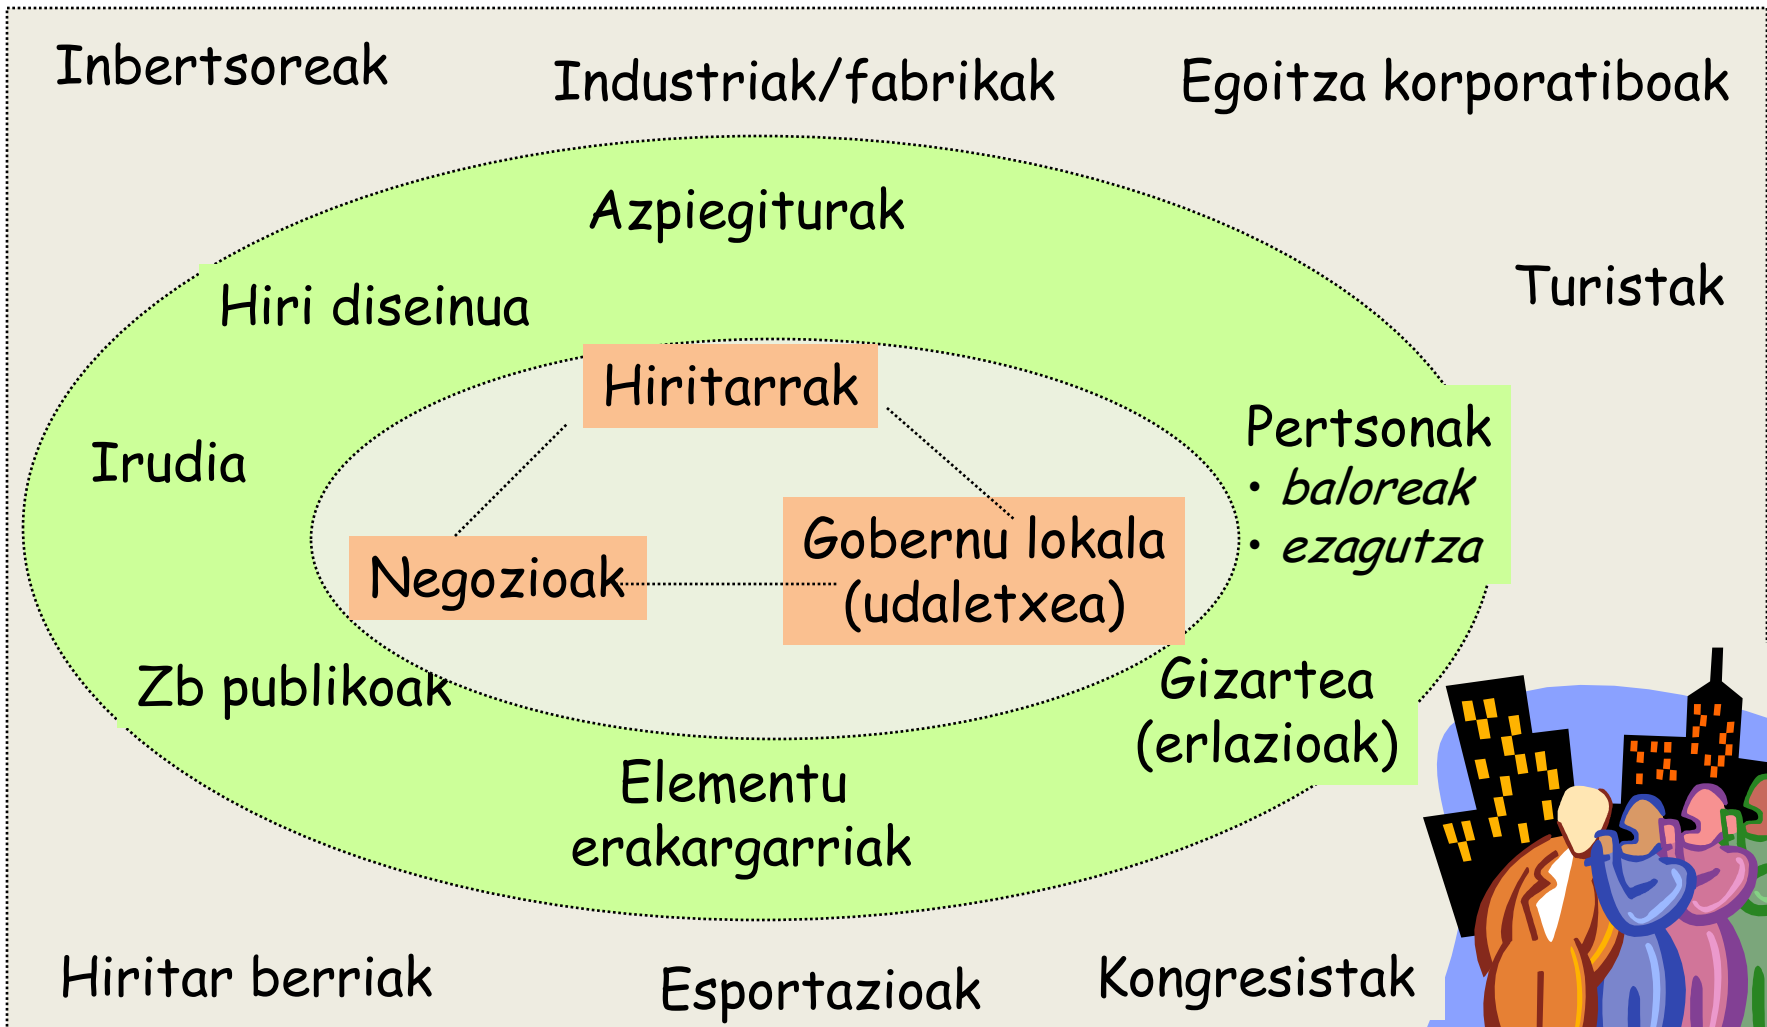 Inbertsoreak
Industriak/fabrikak
Egoitza korporatiboak
Azpiegiturak
Turistak
Hiri diseinua
Hiritarrak
Irudia
Pertsonak
• baloreak
• ezagutza
Negozioak
Gobernu lokala
(udaletxea)
Zb publikoak
Gizartea
(erlazioak)
Elementu
erakargarriak
Hiritar berriak
Esportazioak
Kongresistak